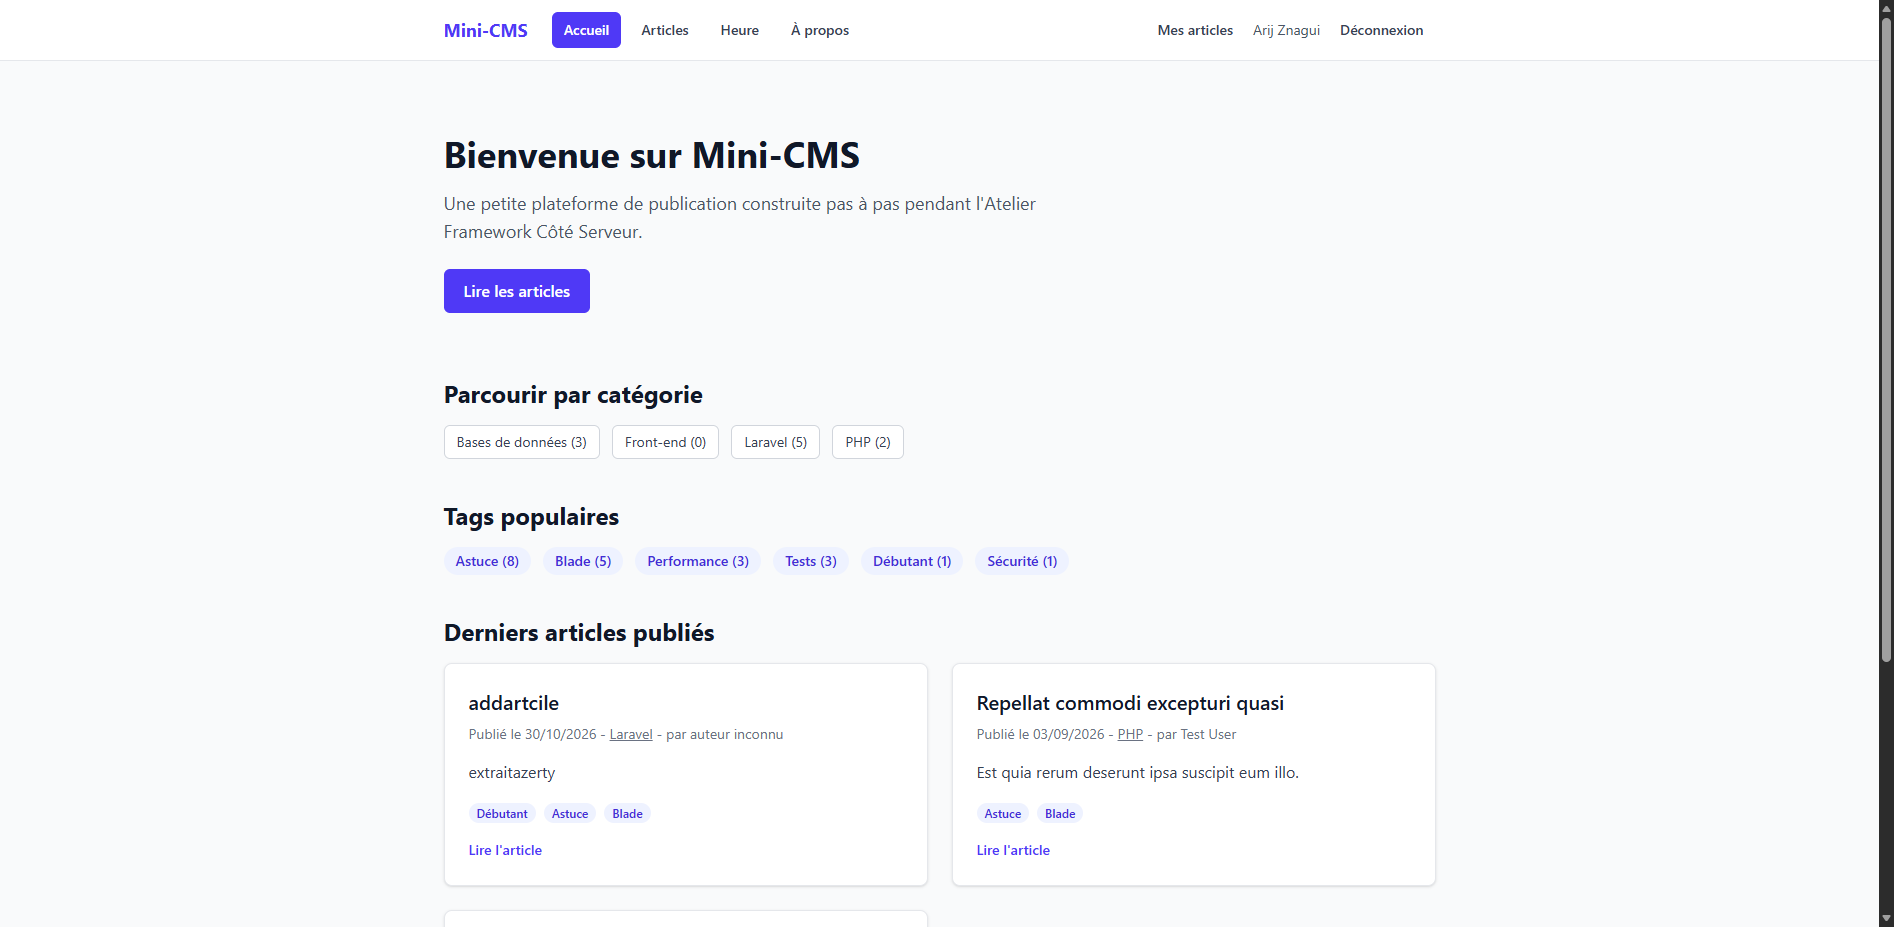 Mini-CMS Accueil Articles Heure À propos Mes articles Arij Znagui Déconnexion
Bienvenue sur Mini-CMS
Une petite plateforme de publication construite pas à pas pendant l'Atelier
Framework Côté Serveur.
Lire les articles
Parcourir par catégorie
Bases de données (3) Front-end (0) Laravel (5) PHP (2)
Tags populaires
Astuce (8) Blade (5) Performance (3) Tests (3) Débutant (1) Sécurité (1)
Derniers articles publiés
addartcile
Publié le 30/10/2026 - Laravel - par auteur inconnu
extraitazerty
Débutant Astuce Blade
Lire l'article
Repellat commodi excepturi quasi
Publié le 03/09/2026 - PHP - par Test User
Est quia rerum deserunt ipsa suscipit eum illo.
Astuce Blade
Lire l'article